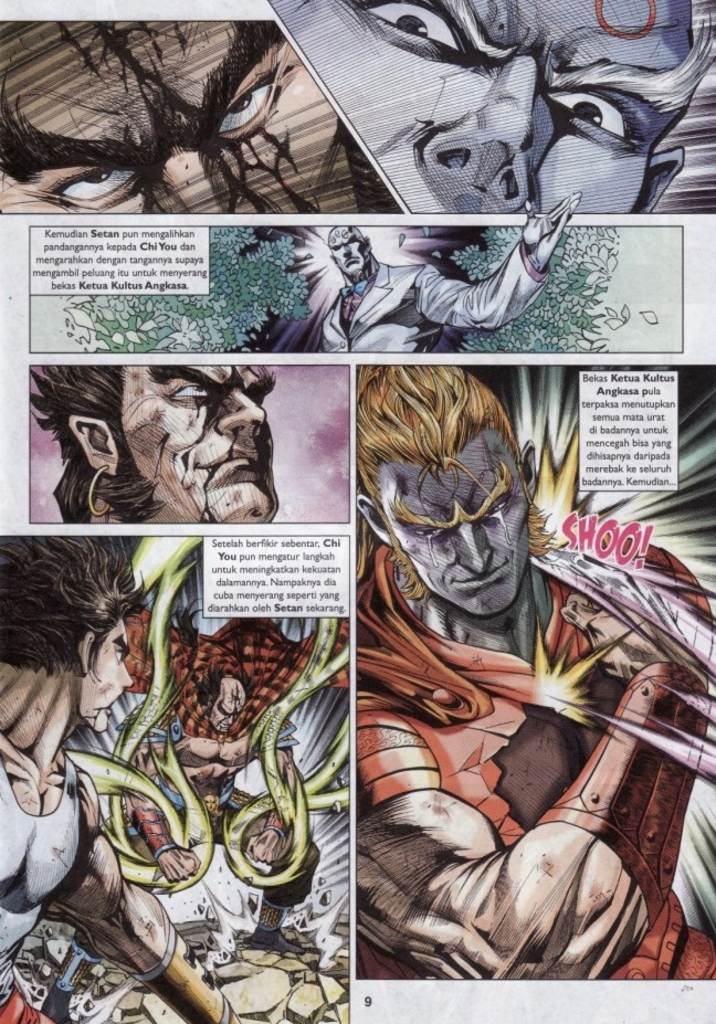 Kemudian Setan pun mengalihkan
pandangannya kepada Chi You dan
mengarahkan dengan tangannya supaya
mengambil peluang itu untuk menyerang
bekas Ketua Kultus Angkasa.
Bekas Ketua Kultus
Angkasa pula
terpaksa menutupkan
semua mata urat
di badannya untuk
mencegah bisa yang
dihisapnya daripada
merebak ke seluruh
badannya. Kemudian...
SHOO!
Setelah berfikir sebentar, Chi
You pun mengatur langkah
untuk meningkatkan kekuatan
dalamannya. Nampaknya dia
cuba menyerang seperti yang
diarahkan oleh Setan sekarang.
9